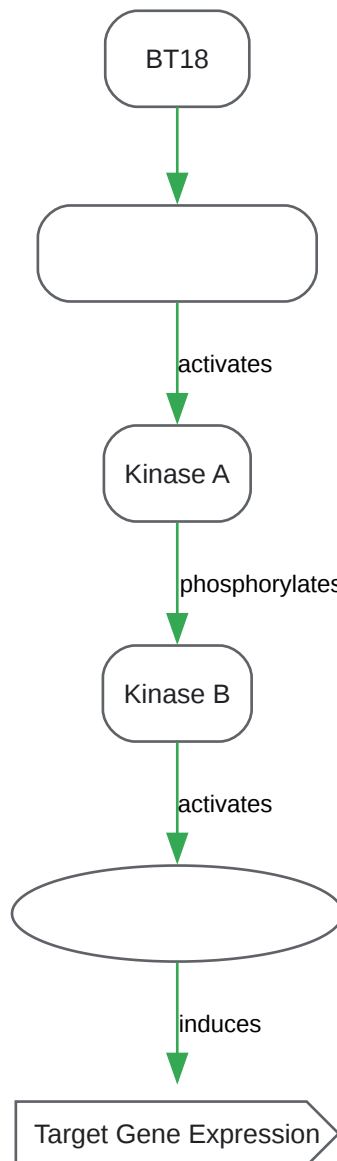 BT18
activates
Kinase A
phosphorylates
Kinase B
activates
induces
Target Gene Expression